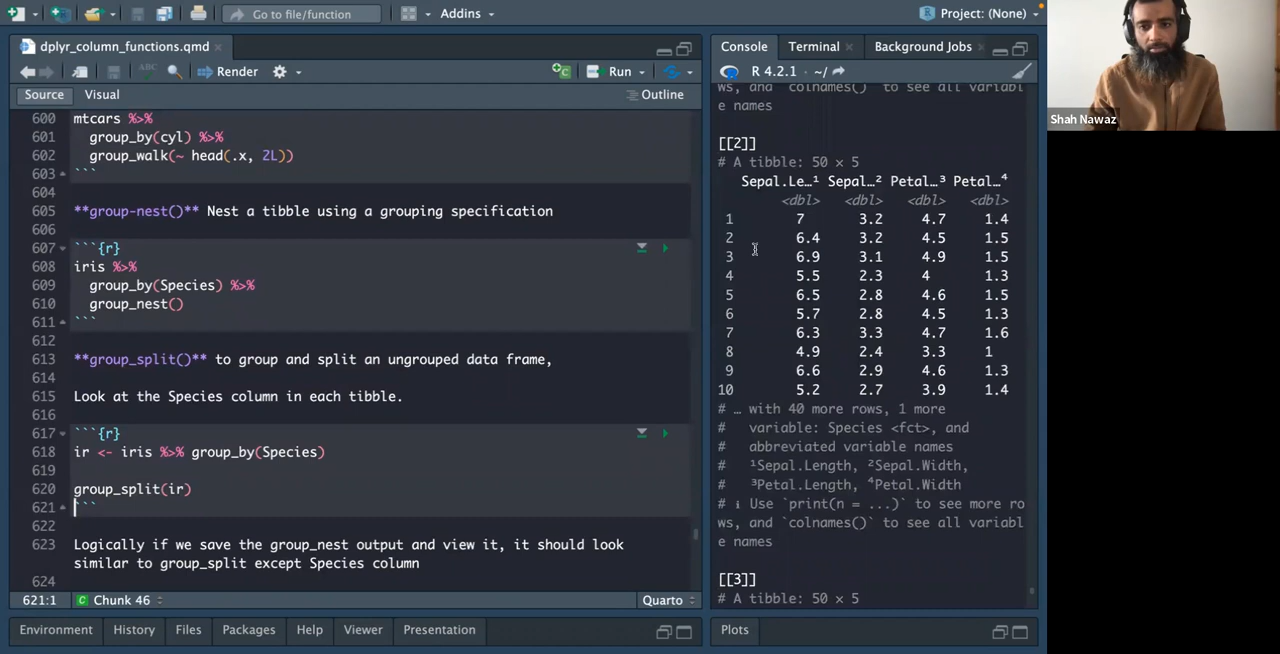 Go to file/function
Addins
Project: (None)
dplyr_column_functions.qmd
ABC
Render
Run
Source
Visual
Outline
600 mtcars %>%
601 group_by(cyl) %>%
602 group_walk(~ head(.x, 2L))
603 ```
604
605 **group-nest()** Nest a tibble using a grouping specification
606
607 ```{r}
608 iris %>%
609 group_by(Species) %>%
610 group_nest()
611 ```
612
613 **group_split()** to group and split an ungrouped data frame,
614
615 Look at the Species column in each tibble.
616
617 ```{r}
618 ir <- iris %>% group_by(Species)
619
620 group_split(ir)
621 ```
622
623 Logically if we save the group_nest output and view it, it should look
similar to group_split except Species column
624
621:1
C Chunk 46
Quarto
Environment
History
Files
Packages
Help
Viewer
Presentation
Console
Terminal
Background Jobs
R 4.2.1 · ~/
ws, and `colnames()` to see all variabl
e names
[[2]]
# A tibble: 50 × 5
Sepal.Le…¹ Sepal…² Petal…³ Petal…⁴
<dbl> <dbl> <dbl> <dbl>
1 7 3.2 4.7 1.4
2 6.4 3.2 4.5 1.5
3 6.9 3.1 4.9 1.5
4 5.5 2.3 4 1.3
5 6.5 2.8 4.6 1.5
6 5.7 2.8 4.5 1.3
7 6.3 3.3 4.7 1.6
8 4.9 2.4 3.3 1
9 6.6 2.9 4.6 1.3
10 5.2 2.7 3.9 1.4
# … with 40 more rows, 1 more
# variable: Species <fct>, and
# abbreviated variable names
# ¹Sepal.Length, ²Sepal.Width,
# ³Petal.Length, ⁴Petal.Width
# ℹ Use `print(n = ...)` to see more ro
ws, and `colnames()` to see all variabl
e names
[[3]]
# A tibble: 50 × 5
Plots
Shah Nawaz